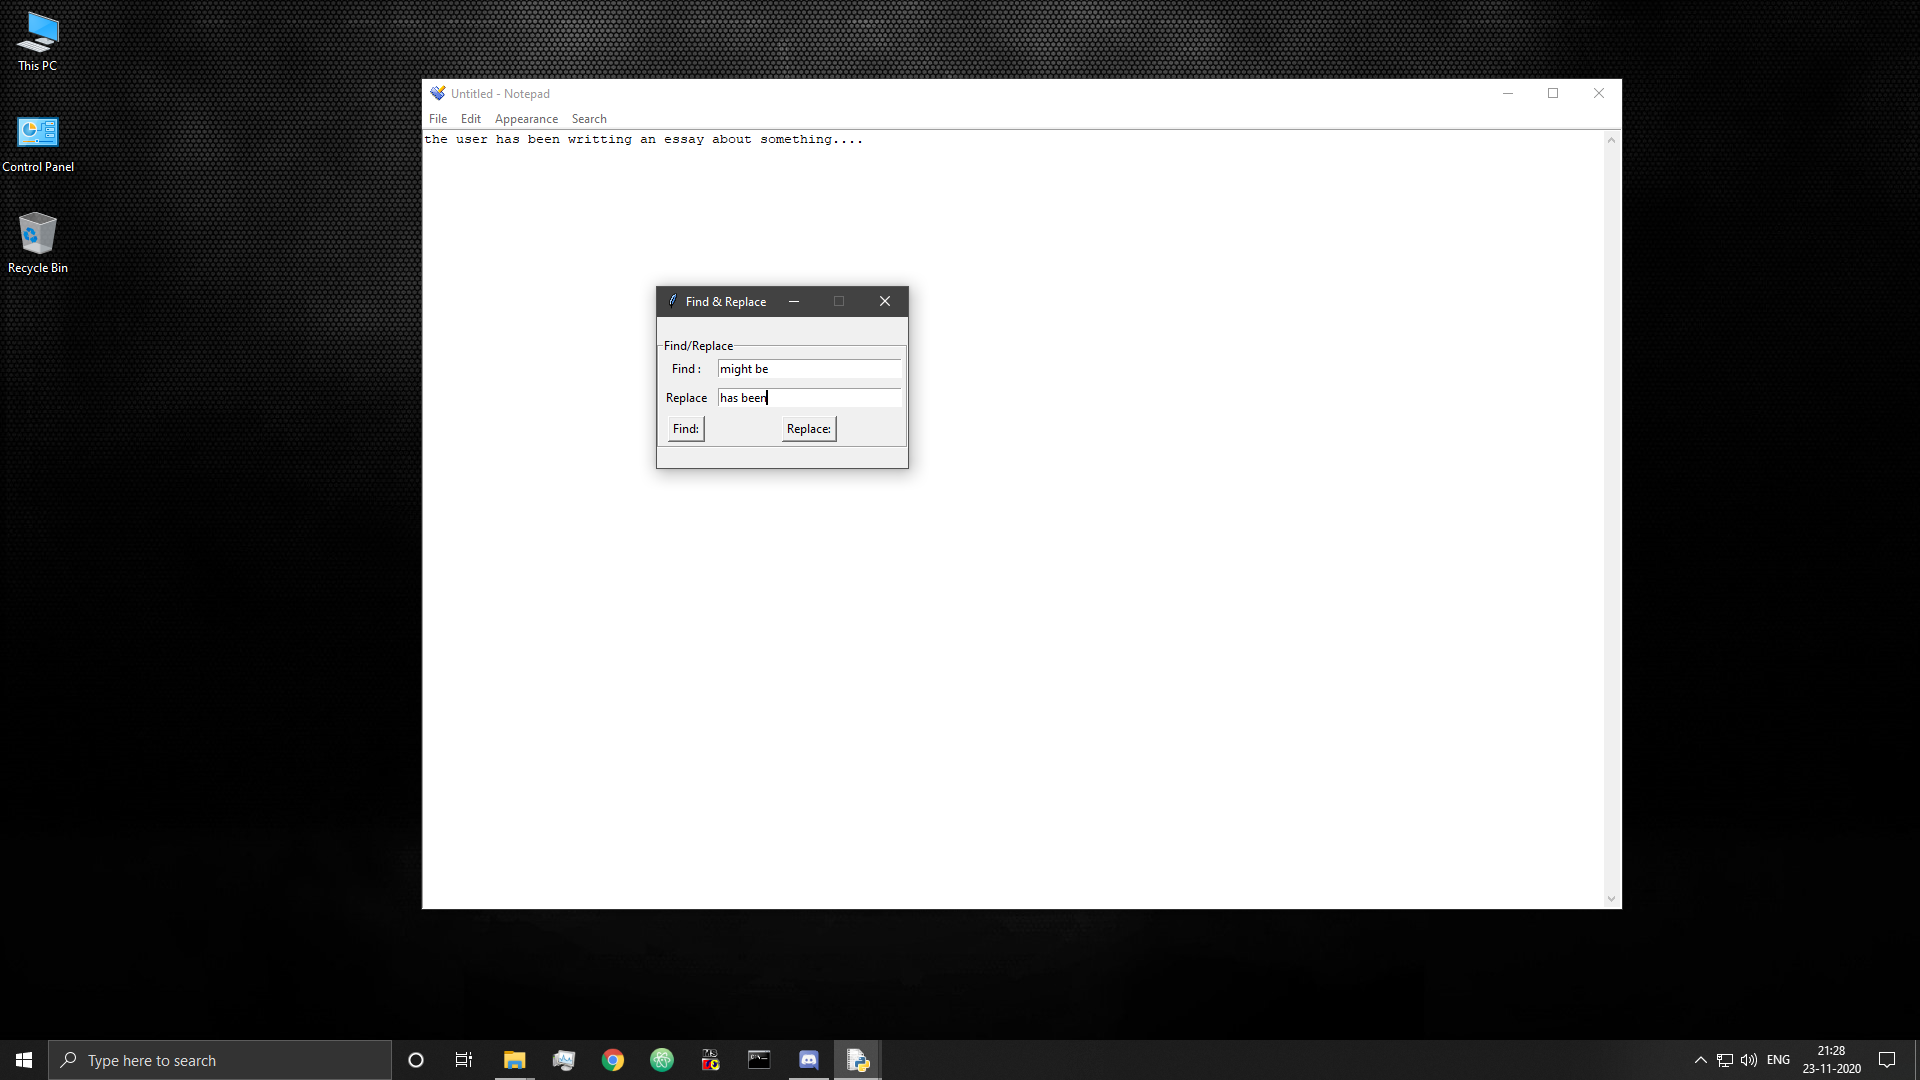 This PC
Control Panel
Recycle Bin
Untitled - Notepad
File Edit Appearance Search
the user has been writting an essay about something....
Find & Replace
Find/Replace
Find : might be
Replace has been
Find: Replace:
Type here to search
ENG
21:28
23-11-2020